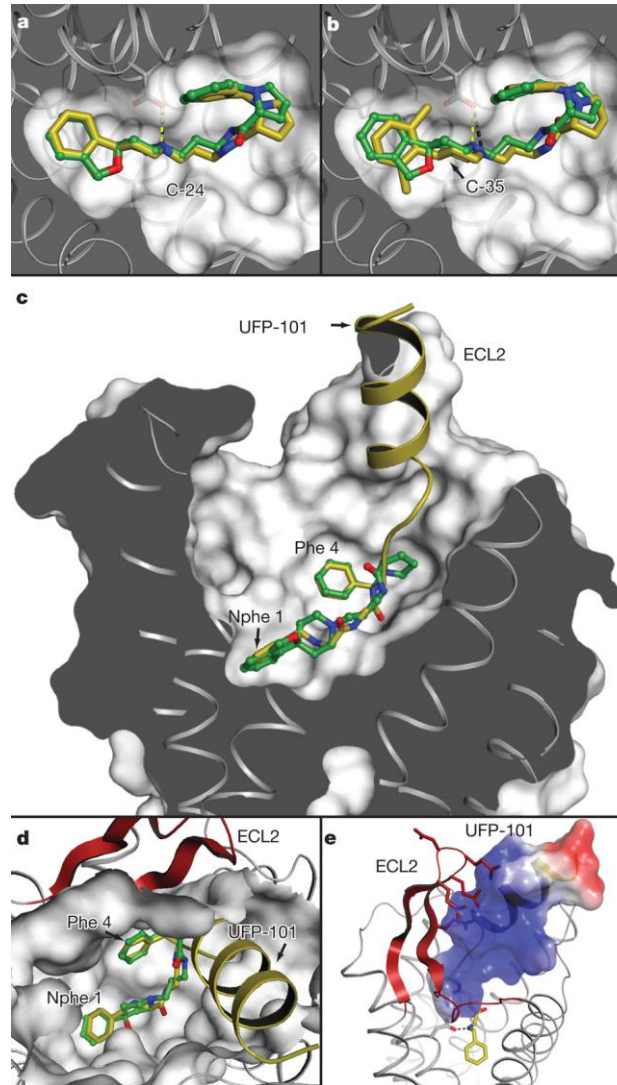 a
b
C-24
C-35
c
UFP-101
ECL2
Phe 4
Nphe 1
d
ECL2
Phe 4
UFP-101
Nphe 1
e
UFP-101
ECL2